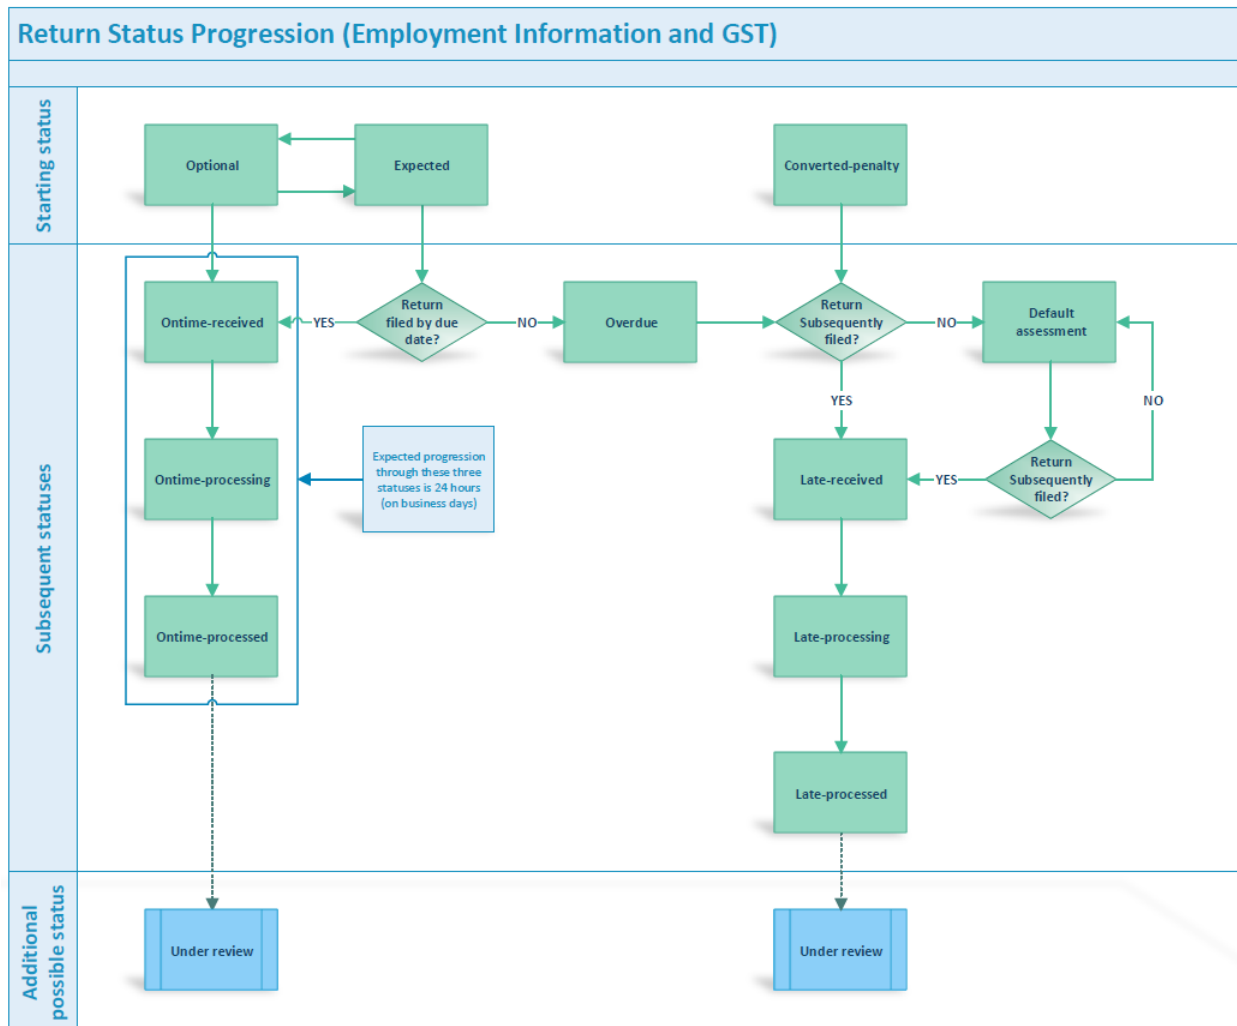 Return Status Progression (Employment Information and GST)
Starting status
Optional
Expected
Converted-penalty
Subsequent statuses
Ontime-received
YES
Return
filed by due
date?
NO
Overdue
Return
Subsequently
filed?
NO
Default
assessment
YES
NO
Ontime-processing
Expected progression
through these three
statuses is 24 hours
(on business days)
Late-received
YES
Return
Subsequently
filed?
Ontime-processed
Late-processing
Late-processed
Additional
possible status
Under review
Under review